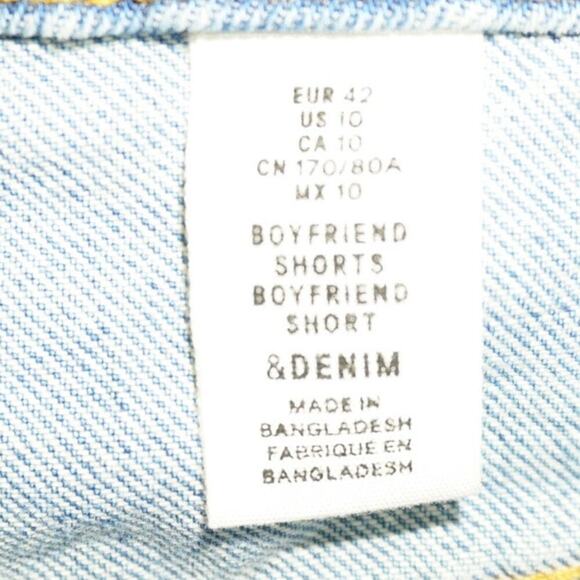 EUR 42
US 10
CA 10
CN 170/80A
MX 10
BOYFRIEND
SHORTS
BOYFRIEND
SHORT
&DENIM
MADE IN
BANGLADESH
FABRIQUE EN
BANGLADESH